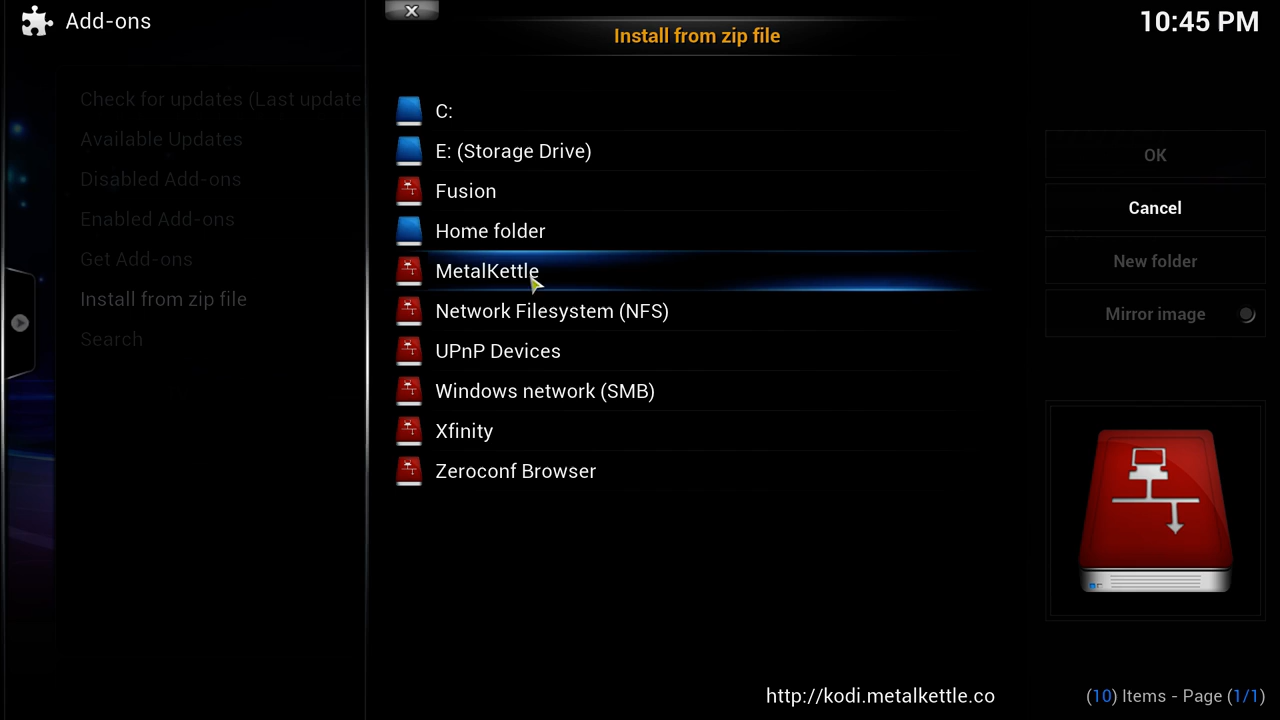 Add-ons
Install from zip file
10:45 PM
Check for updates (Last update
Available Updates
Disabled Add-ons
Enabled Add-ons
Get Add-ons
Install from zip file
Search
C:
E: (Storage Drive)
Fusion
Home folder
MetalKettle
Network Filesystem (NFS)
UPnP Devices
Windows network (SMB)
Xfinity
Zeroconf Browser
OK
Cancel
New folder
Mirror image
http://kodi.metalkettle.co
(10) Items - Page (1/1)